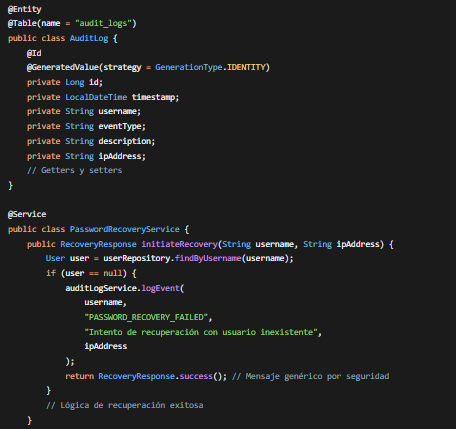 @Entity
@Table(name = "audit_logs")
public class AuditLog {
    @Id
    @GeneratedValue(strategy = GenerationType.IDENTITY)
    private Long id;
    private LocalDateTime timestamp;
    private String username;
    private String eventType;
    private String description;
    private String ipAddress;
    // Getters y setters
}

@Service
public class PasswordRecoveryService {
    public RecoveryResponse initiateRecovery(String username, String ipAddress) {
        User user = userRepository.findByUsername(username);
        if (user == null) {
            auditLogService.logEvent(
                username,
                "PASSWORD_RECOVERY_FAILED",
                "Intento de recuperación con usuario inexistente",
                ipAddress
            );
            return RecoveryResponse.success(); // Mensaje genérico por seguridad
        }
        // Lógica de recuperación exitosa
    }